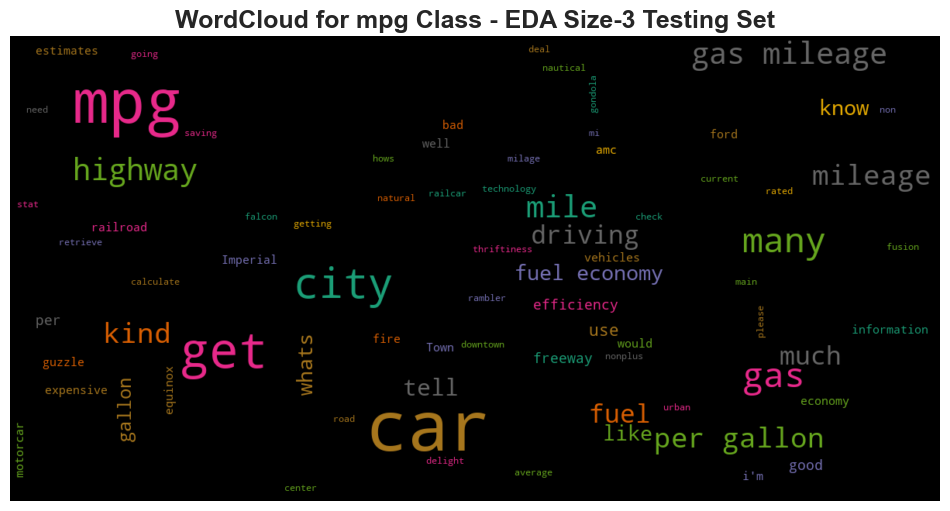 WordCloud for mpg Class - EDA Size-3 Testing Set
estimates
going
deal
gas mileage
nautical
mpg
gondola
need
know
non
saving
bad
mi
ford
well
amc
hows
milage
highway
mileage
current
rated
natural
railcar
technology
stat
falcon
getting
mile
check
railroad
driving
many
retrieve
thriftiness
fusion
Imperial
vehicles
fuel economy
calculate
city
main
rambler
efficiency
per
please
kind
use
information
get
whats
fire
Town
downtown
would
guzzle
freeway
nonplus
much
expensive
equinox
gallon
tell
gas
car
road
fuel
urban
economy
motorcar
like
per gallon
delight
good
average
i'm
center